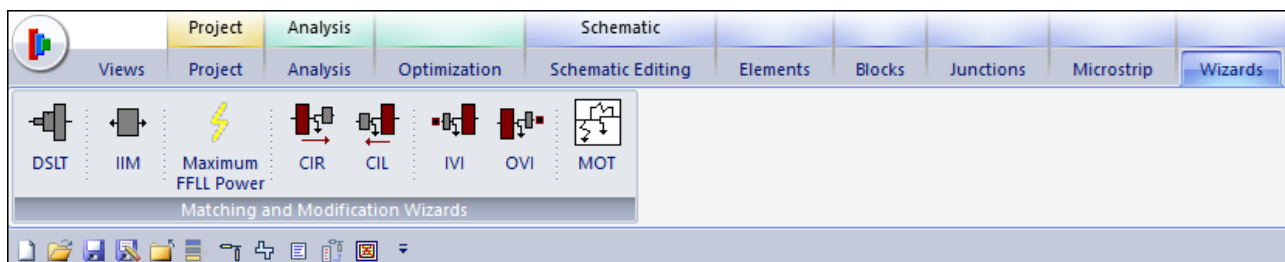 Project Analysis Schematic
Views Project Analysis Optimization Schematic Editing Elements Blocks Junctions Microstrip Wizards
DSLT IIM Maximum FFLL Power CIR CIL IVI OVI MOT
Matching and Modification Wizards